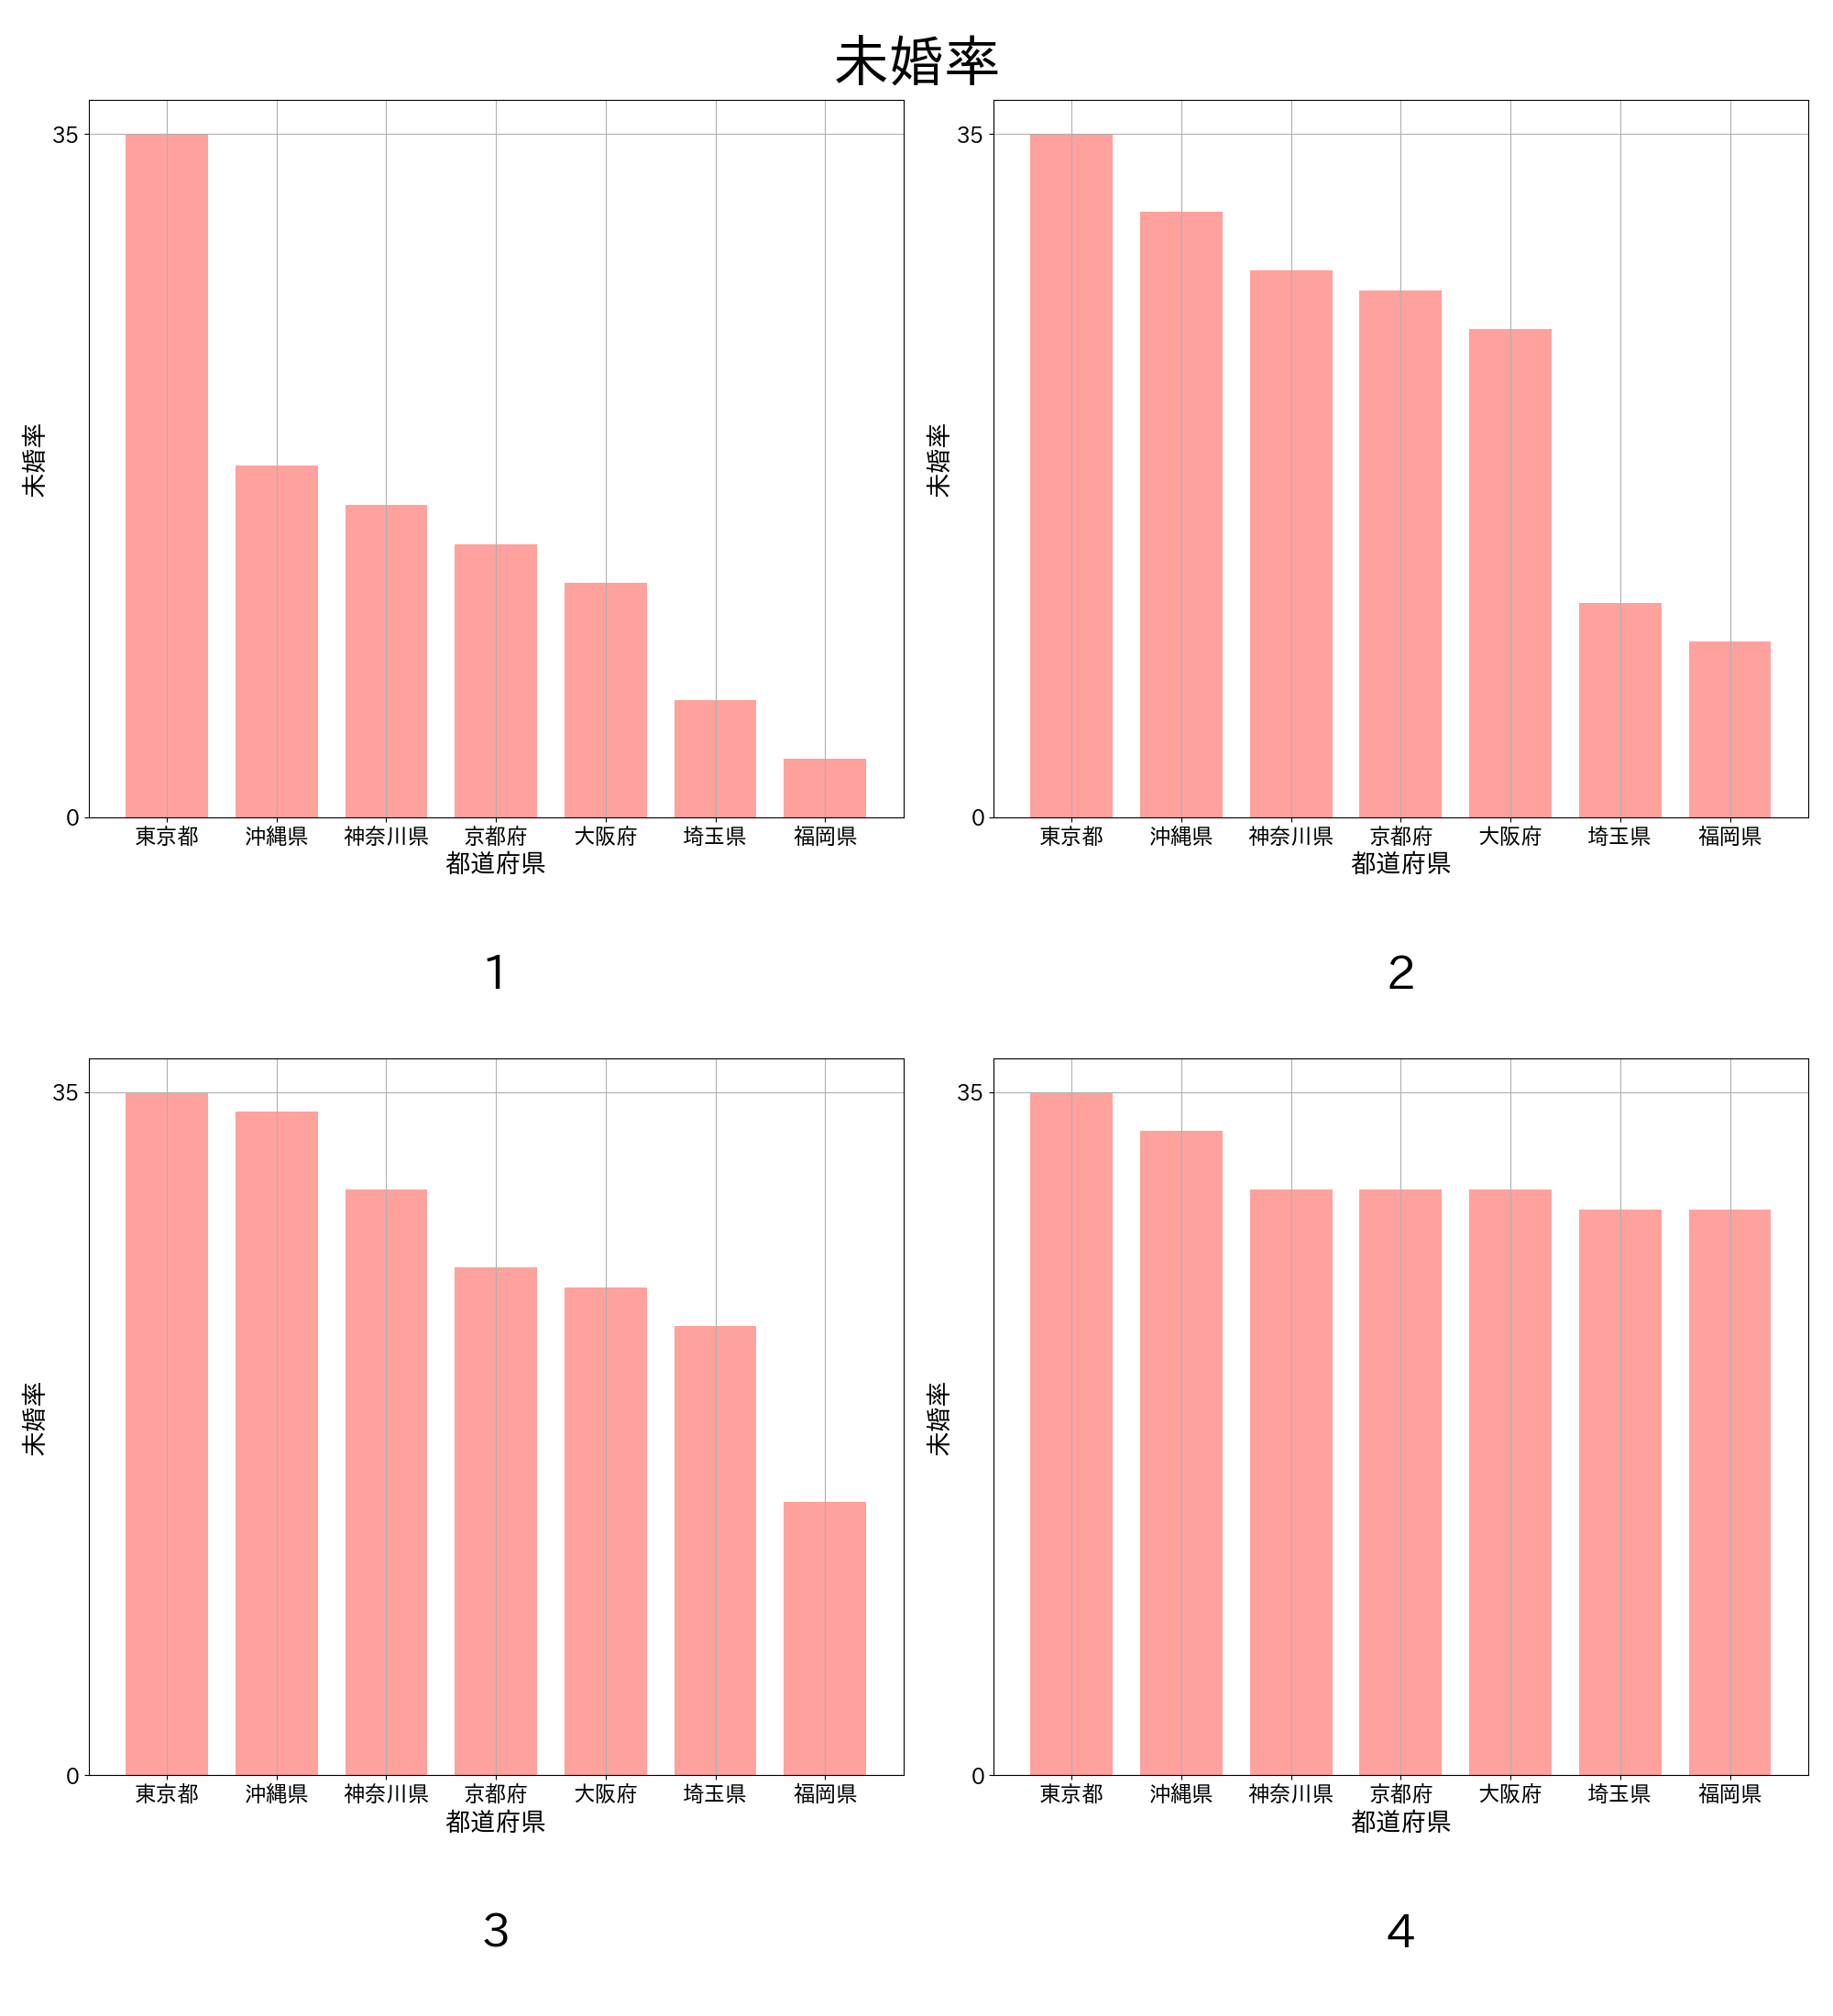 未婚率
35
0
未婚率
東京都 沖縄県 神奈川県 京都府 大阪府 埼玉県 福岡県
都道府県
1
35
0
未婚率
東京都 沖縄県 神奈川県 京都府 大阪府 埼玉県 福岡県
都道府県
2
35
0
未婚率
東京都 沖縄県 神奈川県 京都府 大阪府 埼玉県 福岡県
都道府県
3
35
0
未婚率
東京都 沖縄県 神奈川県 京都府 大阪府 埼玉県 福岡県
都道府県
4